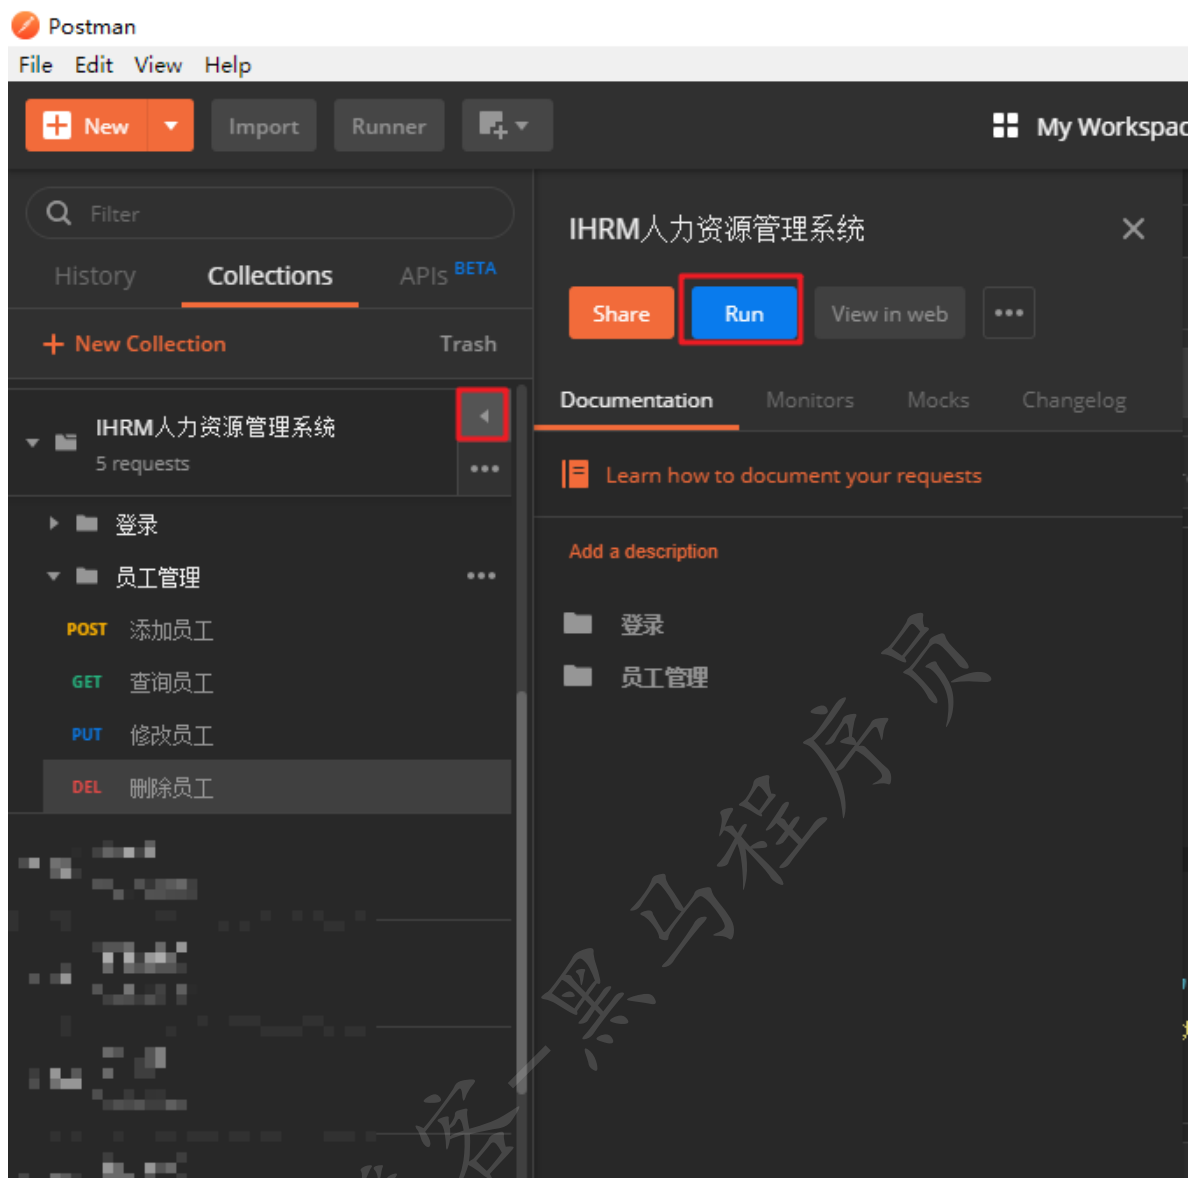 Postman
File Edit View Help
New Import Runner My Workspac
Filter
History Collections APIs BETA
New Collection Trash
IHRM人力资源管理系统
5 requests
登录
员工管理
POST 添加员工
GET 查询员工
PUT 修改员工
DEL 删除员工
IHRM人力资源管理系统
Share Run View in web
Documentation Monitors Mocks Changelog
Learn how to document your requests
Add a description
登录
员工管理
客-黑马程序员